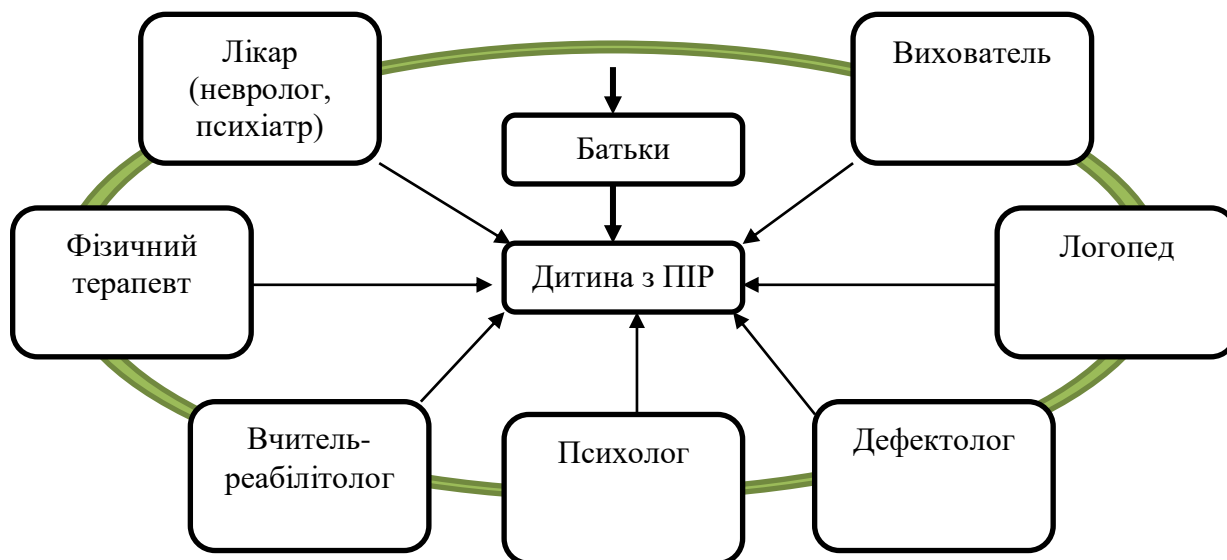 Лікар
(невролог,
психіатр)
Вихователь
Батьки
Фізичний
терапевт
Дитина з ПІР
Логопед
Вчитель-
реабілітолог
Психолог
Дефектолог